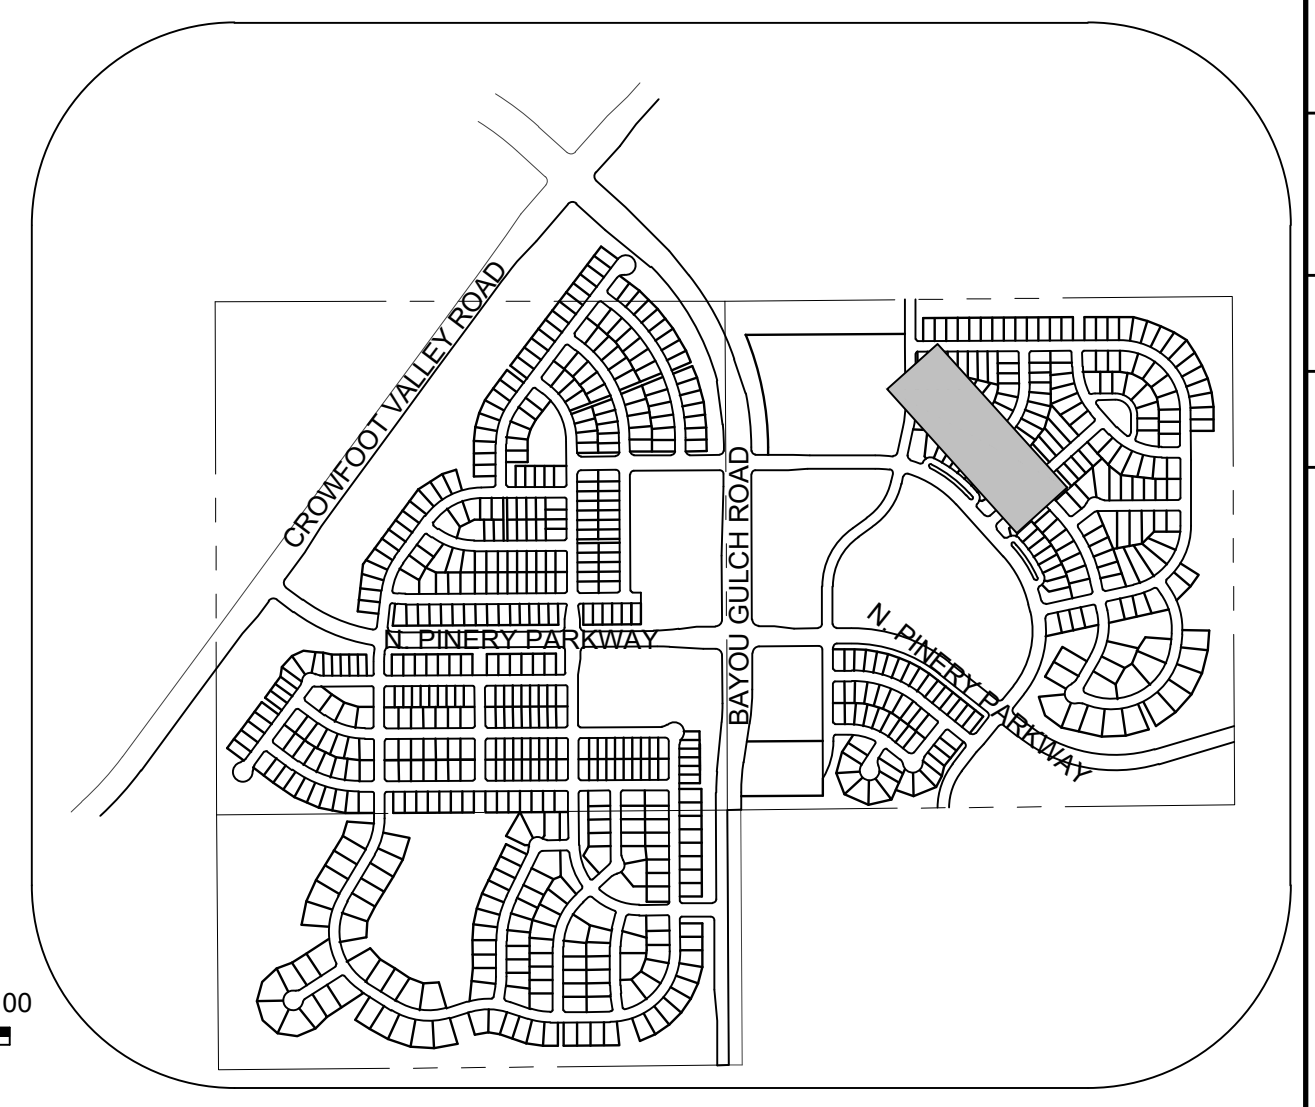 CROWFOOT VALLEY ROAD
BAYOU GULCH ROAD
N. PINERY PARKWAY
N. PINERY PARKWAY
00